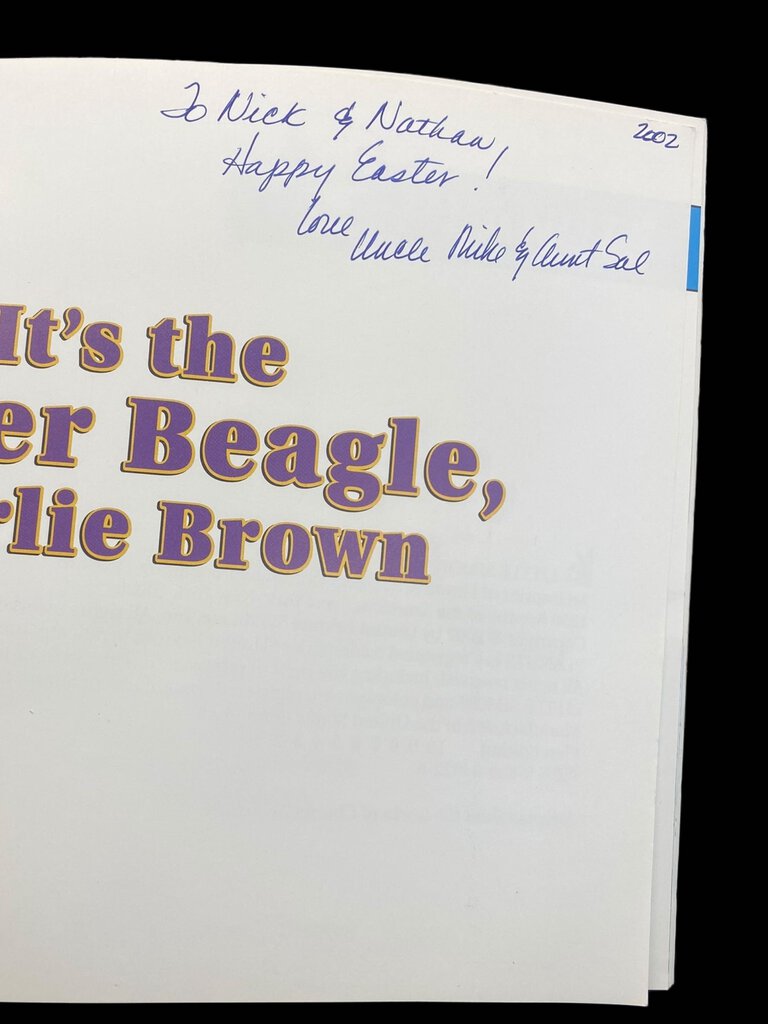 2002
To Nick & Nathan,
Happy Easter!
Love
Uncle Mike & Aunt Sal
It's the
er Beagle,
rlie Brown